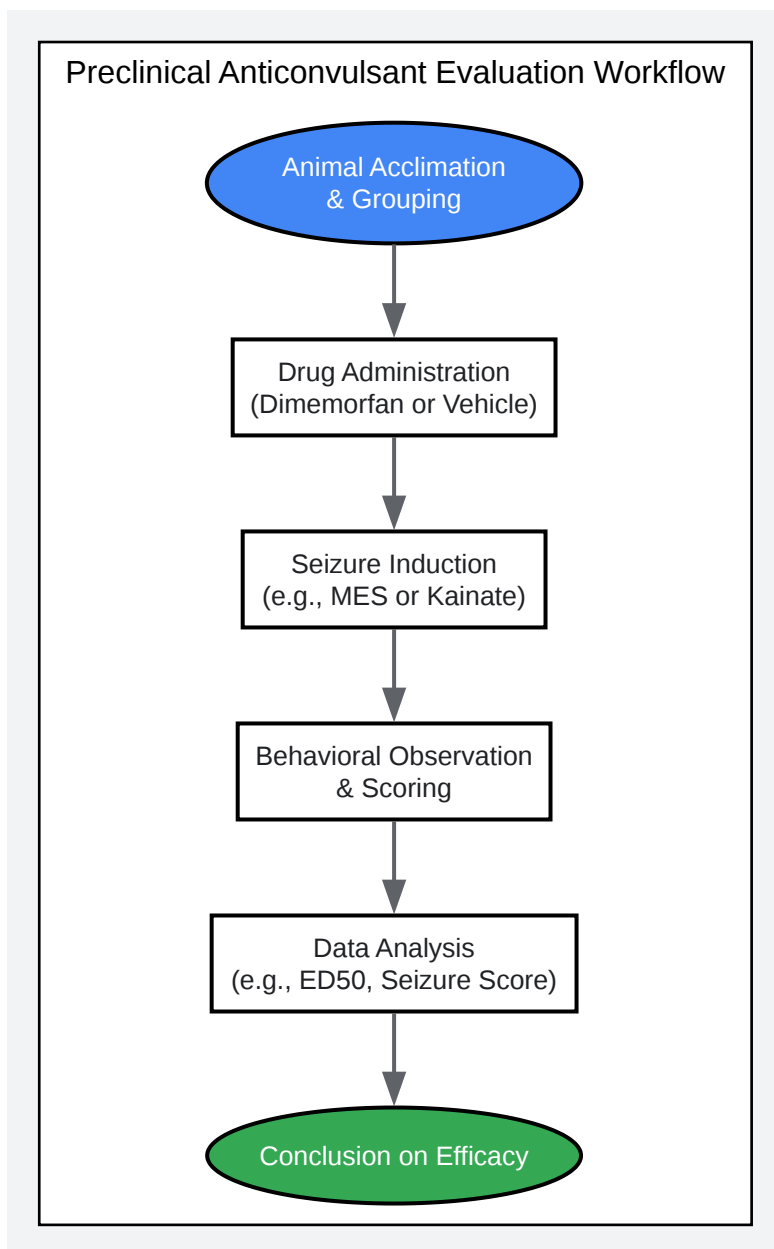 Preclinical Anticonvulsant Evaluation Workflow
Animal Acclimation
& Grouping
Drug Administration
(Dimemorfan or Vehicle)
Seizure Induction
(e.g., MES or Kainate)
Behavioral Observation
& Scoring
Data Analysis
(e.g., ED50, Seizure Score)
Conclusion on Efficacy